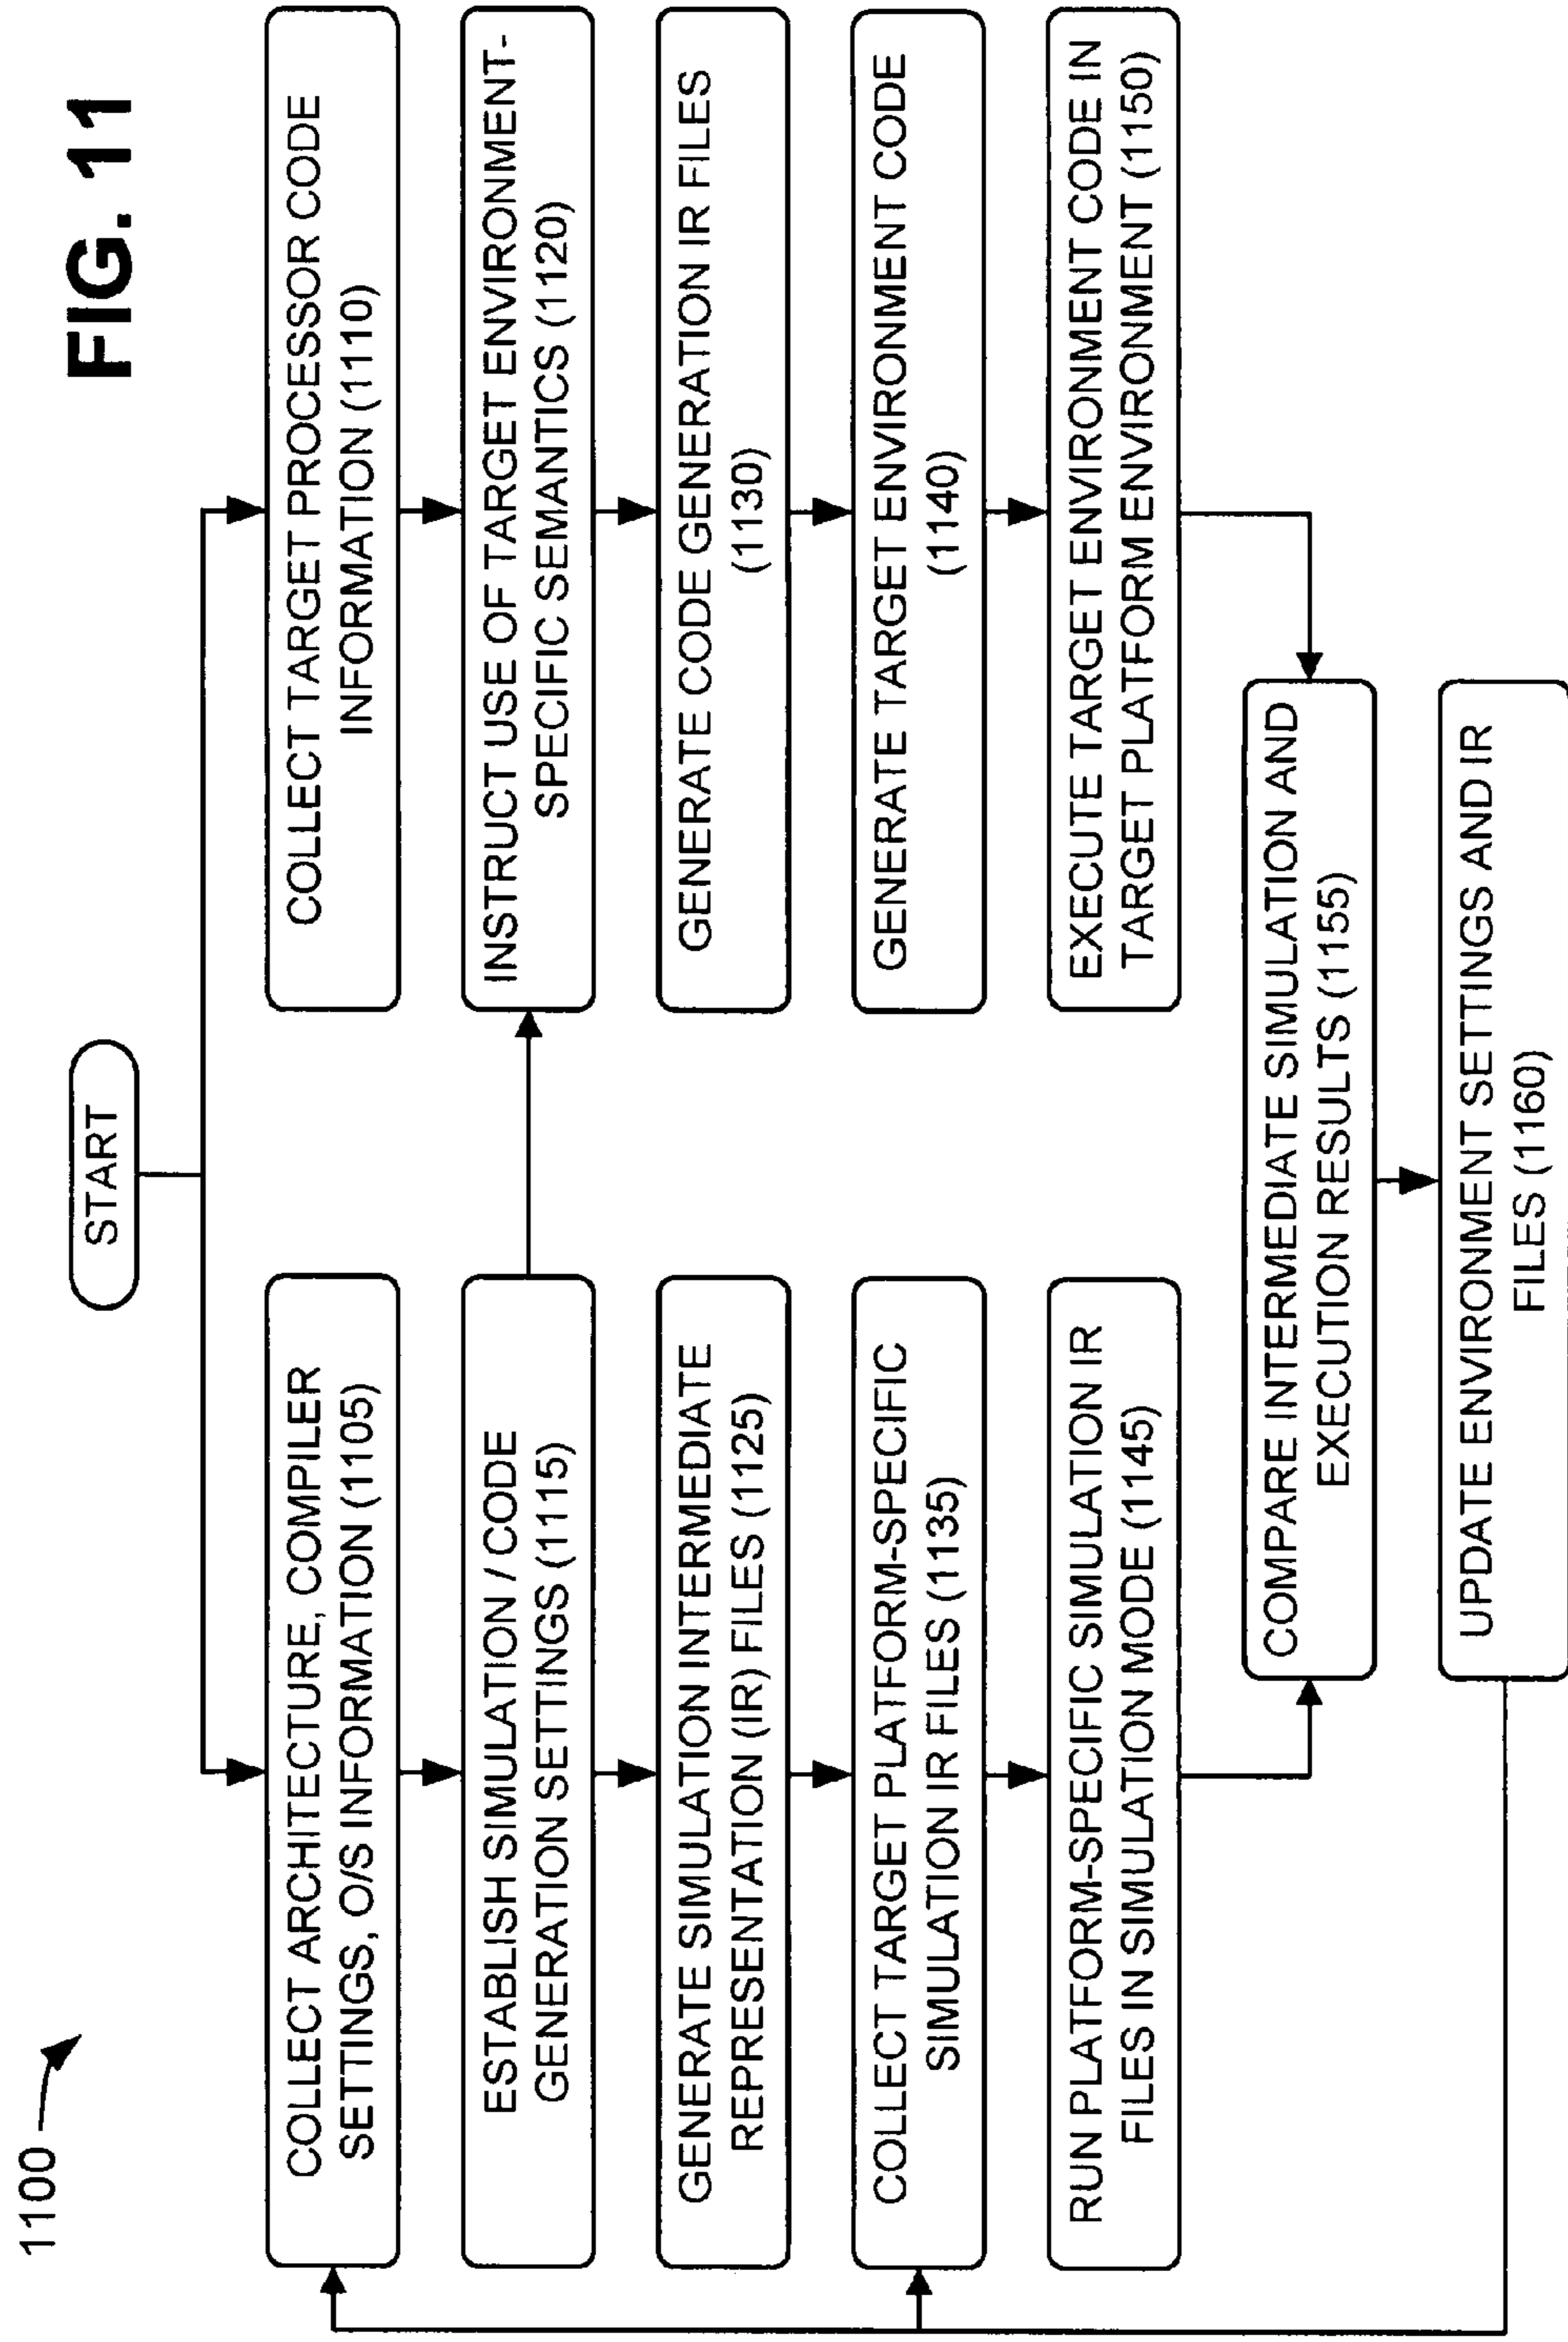 1100
FIG. 11
START
COLLECT ARCHITECTURE, COMPILER
SETTINGS, O/S INFORMATION (1105)
COLLECT TARGET PROCESSOR CODE
INFORMATION (1110)
ESTABLISH SIMULATION / CODE
GENERATION SETTINGS (1115)
INSTRUCT USE OF TARGET ENVIRONMENT-
SPECIFIC SEMANTICS (1120)
GENERATE SIMULATION INTERMEDIATE
REPRESENTATION (IR) FILES (1125)
GENERATE CODE GENERATION IR FILES
(1130)
COLLECT TARGET PLATFORM-SPECIFIC
SIMULATION IR FILES (1135)
GENERATE TARGET ENVIRONMENT CODE
(1140)
RUN PLATFORM-SPECIFIC SIMULATION IR
FILES IN SIMULATION MODE (1145)
EXECUTE TARGET ENVIRONMENT CODE IN
TARGET PLATFORM ENVIRONMENT (1150)
COMPARE INTERMEDIATE SIMULATION AND
EXECUTION RESULTS (1155)
UPDATE ENVIRONMENT SETTINGS AND IR
FILES (1160)